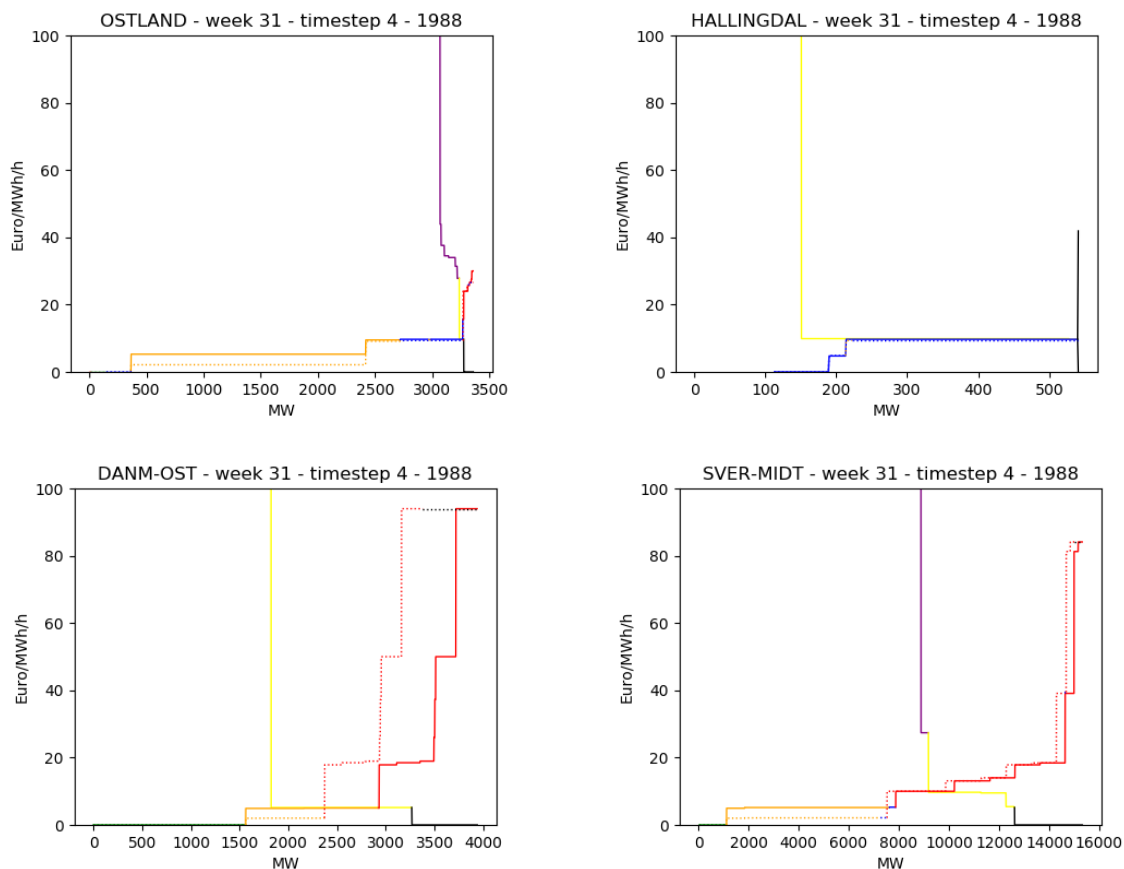 OSTLAND - week 31 - timestep 4 - 1988
100
80
60
40
20
0
Euro/MWh/h
0 500 1000 1500 2000 2500 3000 3500
MW
HALLINGDAL - week 31 - timestep 4 - 1988
100
80
60
40
20
0
Euro/MWh/h
0 100 200 300 400 500
MW
DANM-OST - week 31 - timestep 4 - 1988
100
80
60
40
20
0
Euro/MWh/h
0 500 1000 1500 2000 2500 3000 3500 4000
MW
SVER-MIDT - week 31 - timestep 4 - 1988
100
80
60
40
20
0
Euro/MWh/h
0 2000 4000 6000 8000 10000 12000 14000 16000
MW